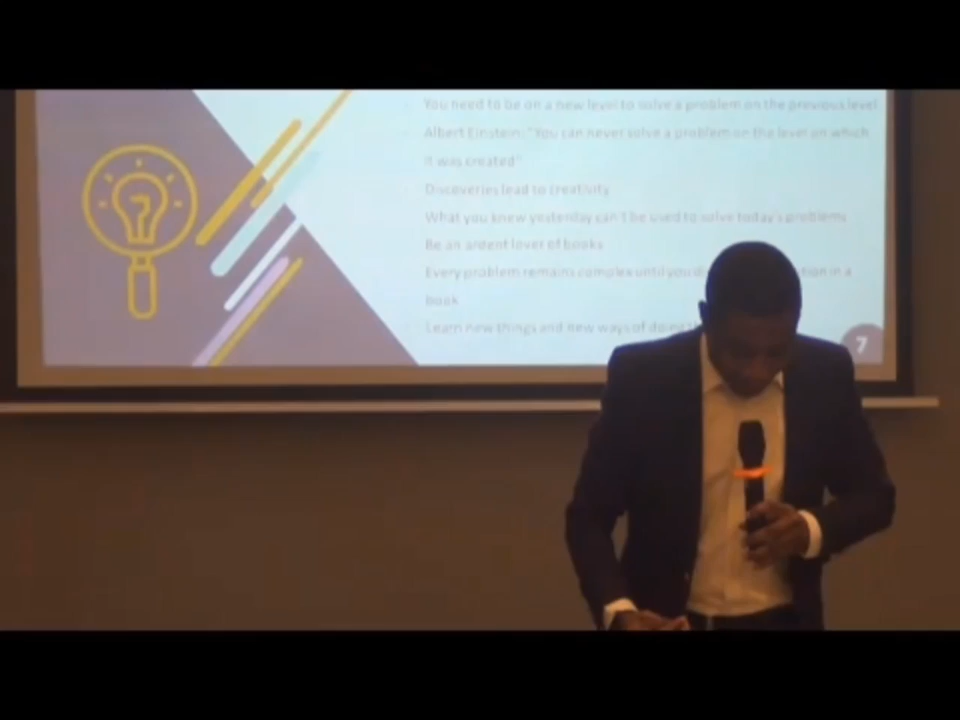 You need to be on a new level to solve a problem on the previous level
Albert Einstein: "You can never solve a problem on the level on which
it was created"
Discoveries lead to creativity
What you knew yesterday can't be used to solve today's problems
Be an ardent lover of books
Every problem remains complex until you in a
book
Learn new things and new ways of doing
7